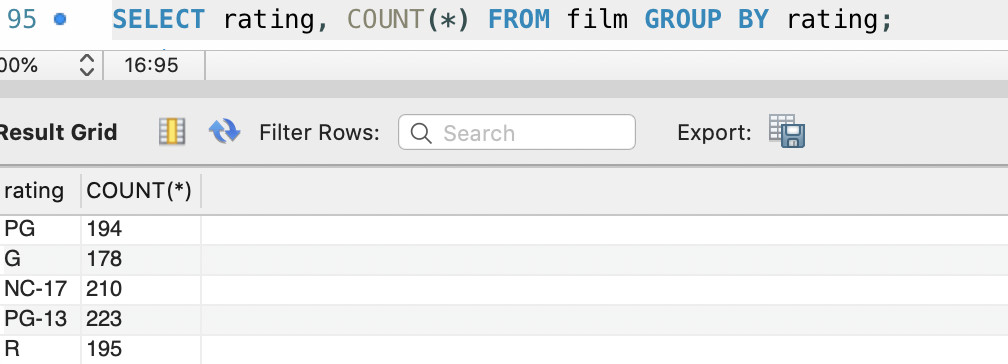 95 SELECT rating, COUNT(*) FROM film GROUP BY rating;
00% 16:95
Result Grid Filter Rows: Search Export:
rating COUNT(*)
PG 194
G 178
NC-17 210
PG-13 223
R 195